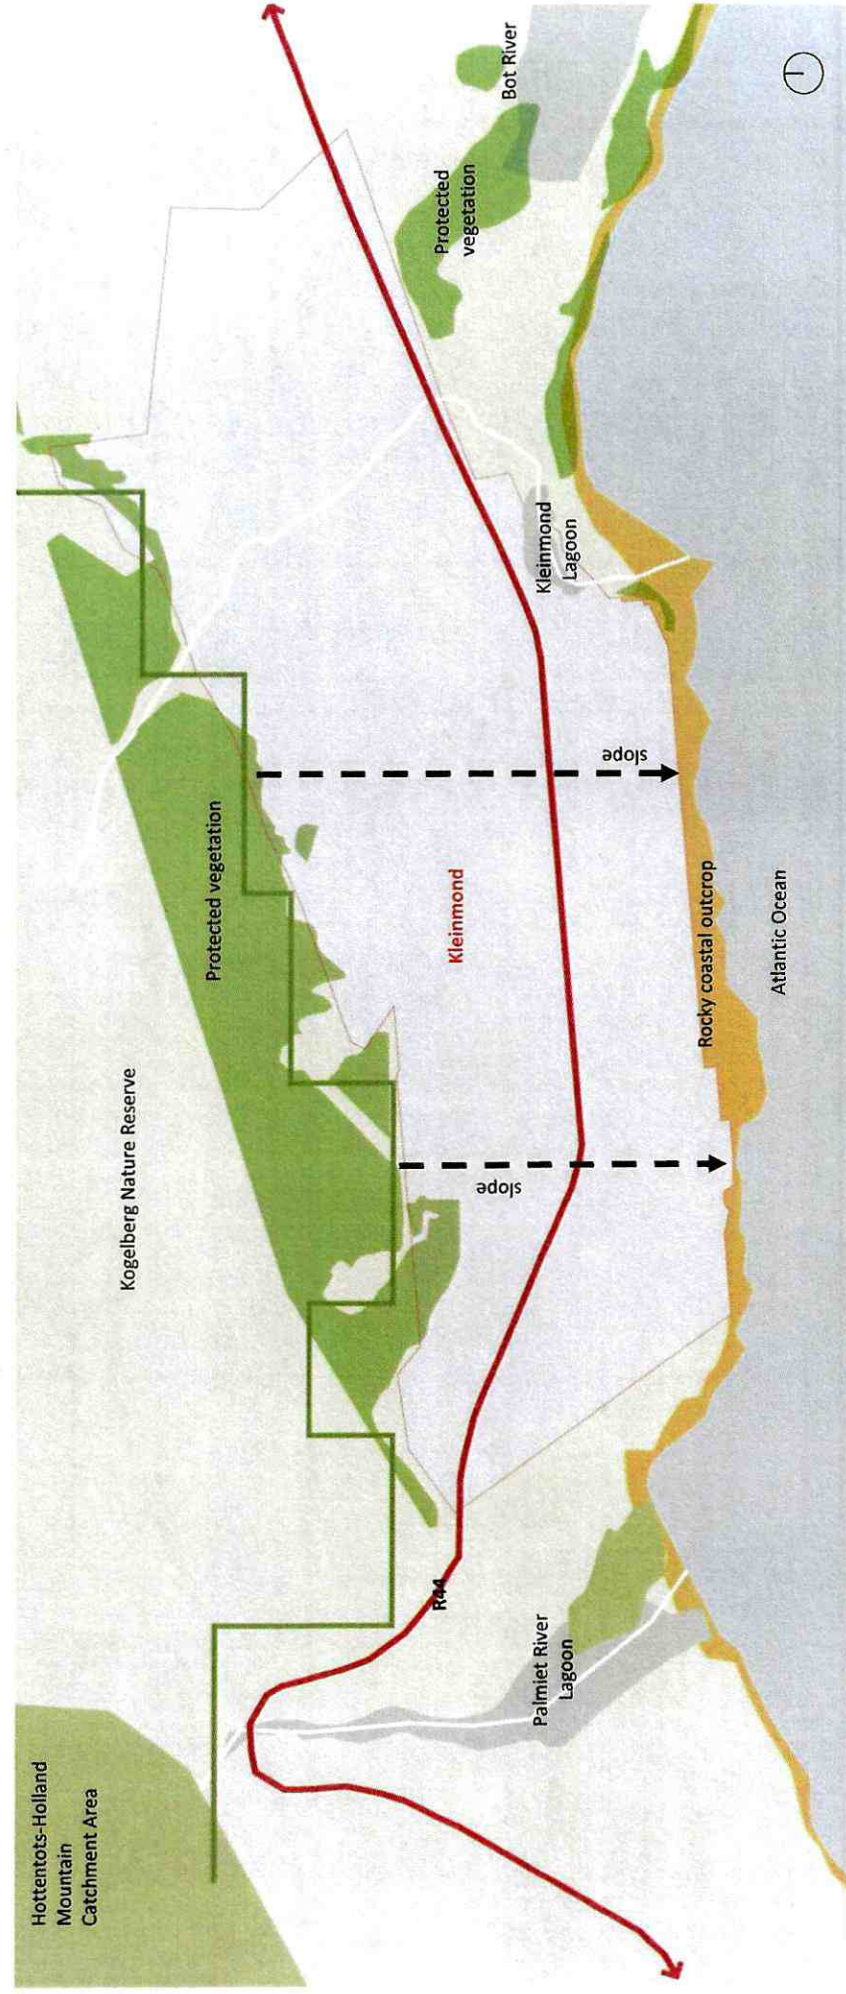 Hottentots-Holland
Mountain
Catchment Area
Kogelberg Nature Reserve
Protected vegetation
Protected
vegetation
Bot River
Kleinmond
Kleinmond
Lagoon
slope
slope
R44
Palmiet River
Lagoon
Rocky coastal outcrop
Atlantic Ocean